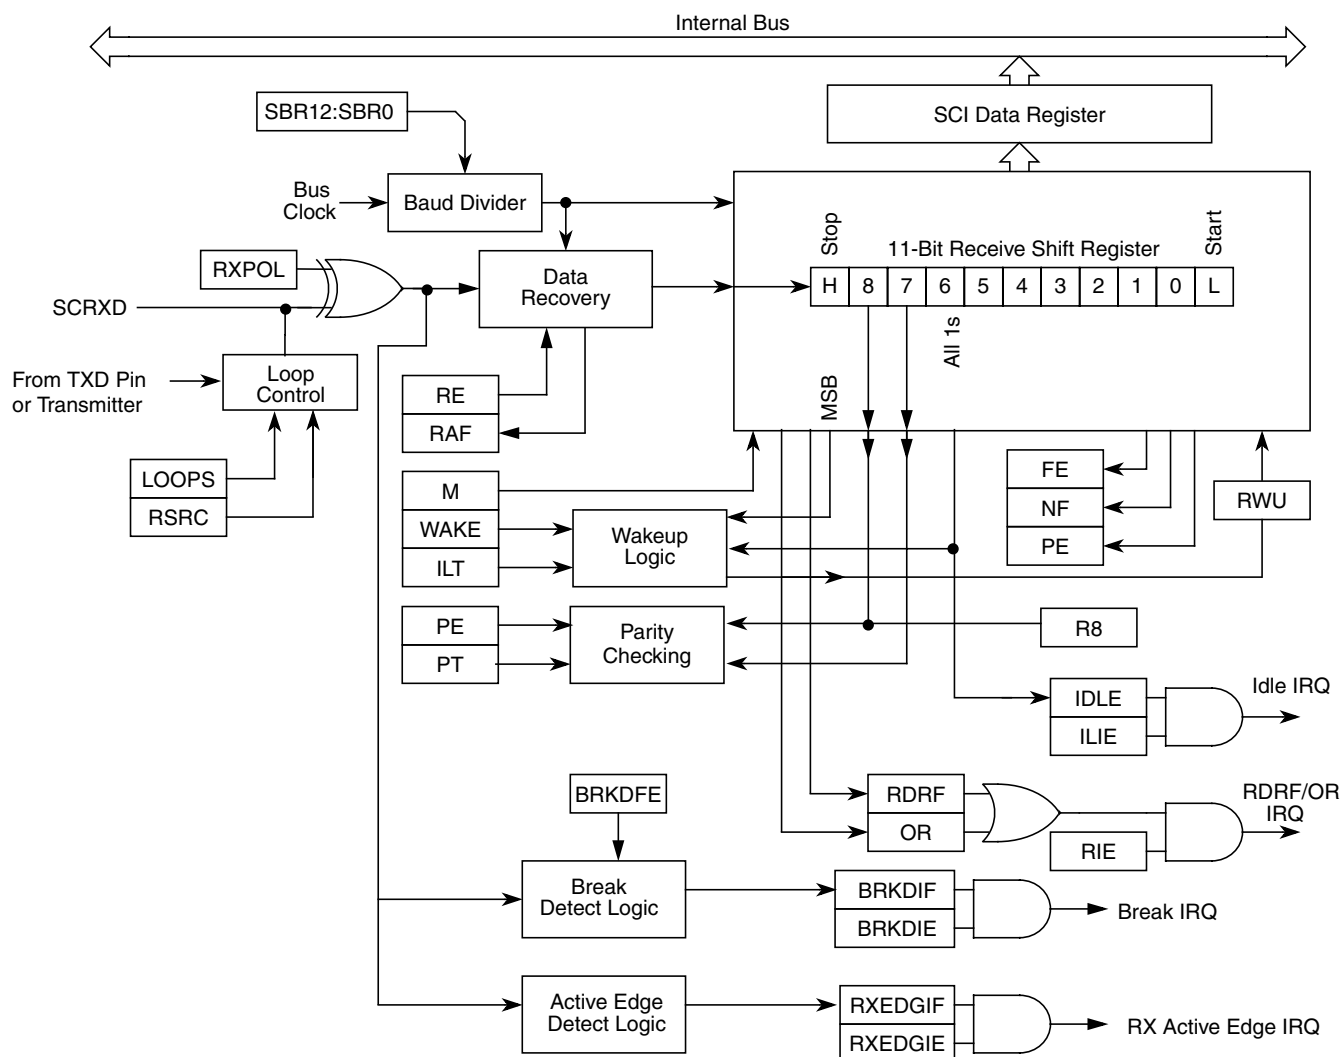 Internal Bus
SBR12:SBR0
SCI Data Register
Bus
Clock
Baud Divider
Stop
11-Bit Receive Shift Register
Start
RXPOL
Data
Recovery
H 8 7 6 5 4 3 2 1 0 L
SCRXD
All 1s
From TXD Pin
or Transmitter
Loop
Control
RE
RAF
MSB
LOOPS
RSRC
M
WAKE
ILT
Wakeup
Logic
FE
NF
PE
RWU
PE
PT
Parity
Checking
R8
IDLE
ILIE
Idle IRQ
BRKDFE
RDRF
OR
RIE
RDRF/OR
IRQ
Break
Detect Logic
BRKDIF
BRKDIE
Break IRQ
Active Edge
Detect Logic
RXEDGIF
RXEDGIE
RX Active Edge IRQ